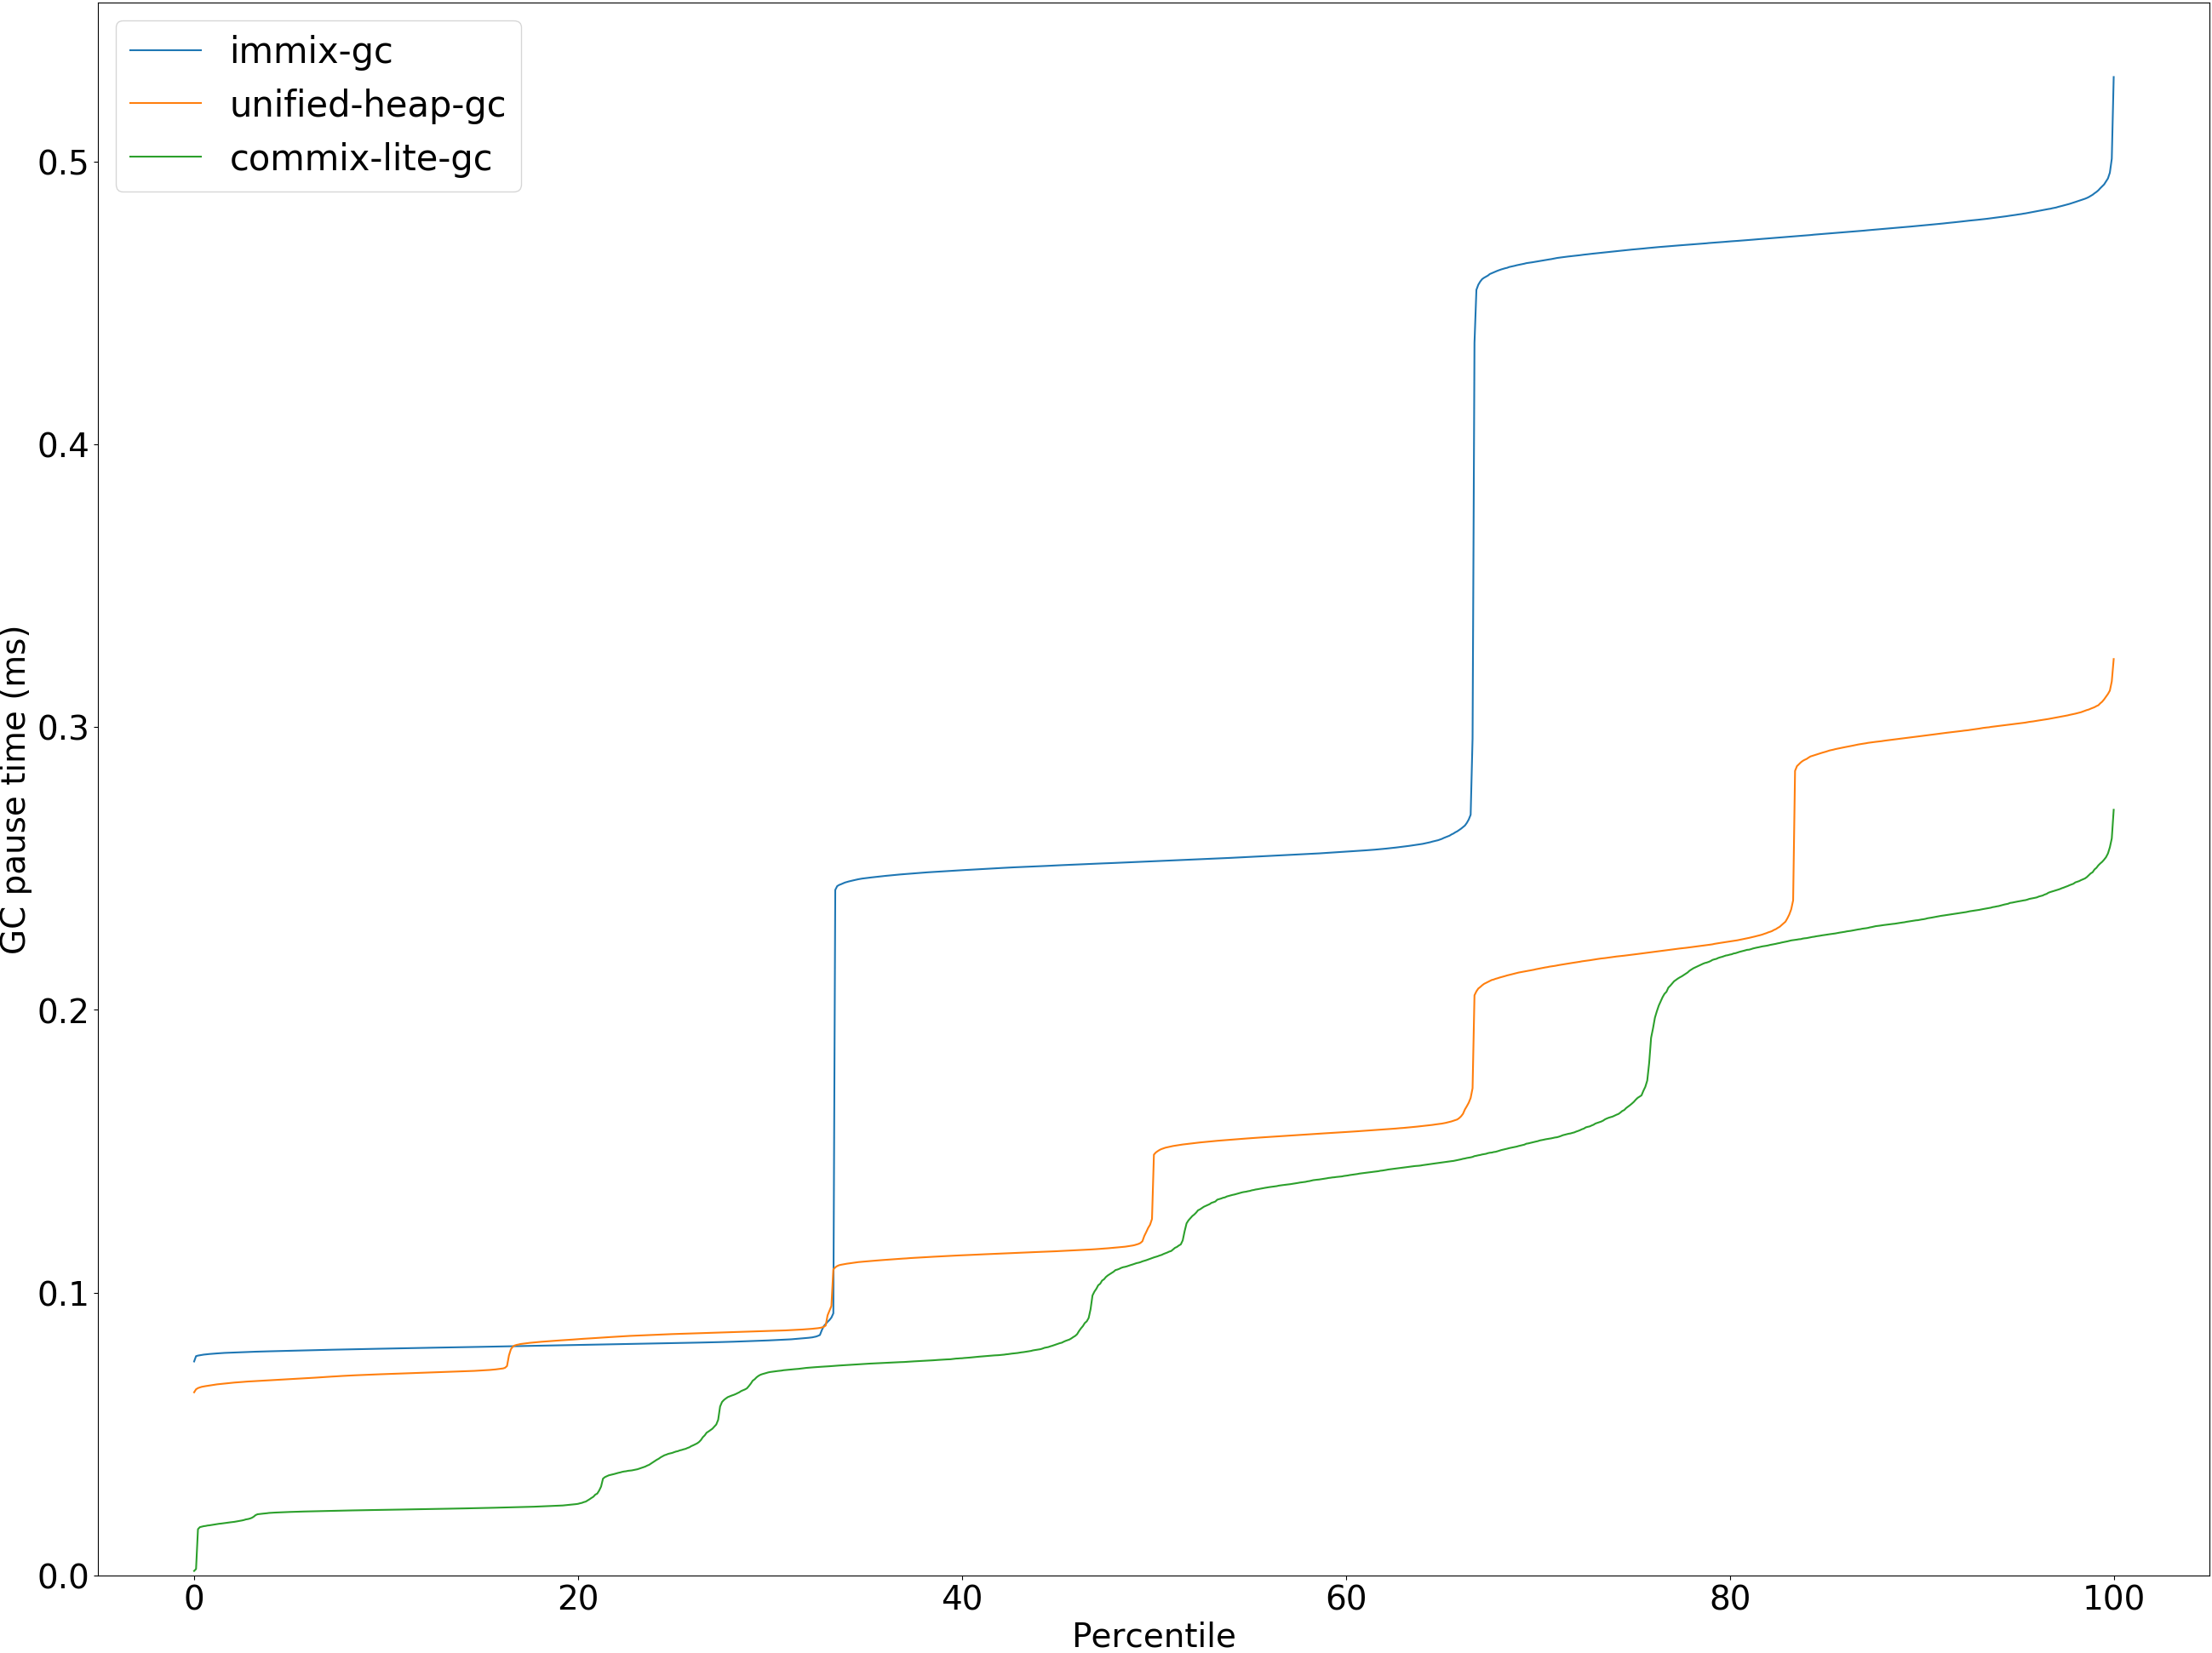 immix-gc
unified-heap-gc
commix-lite-gc
GC pause time (ms)
0.5
0.4
0.3
0.2
0.1
0.0
0 20 40 60 80 100
Percentile